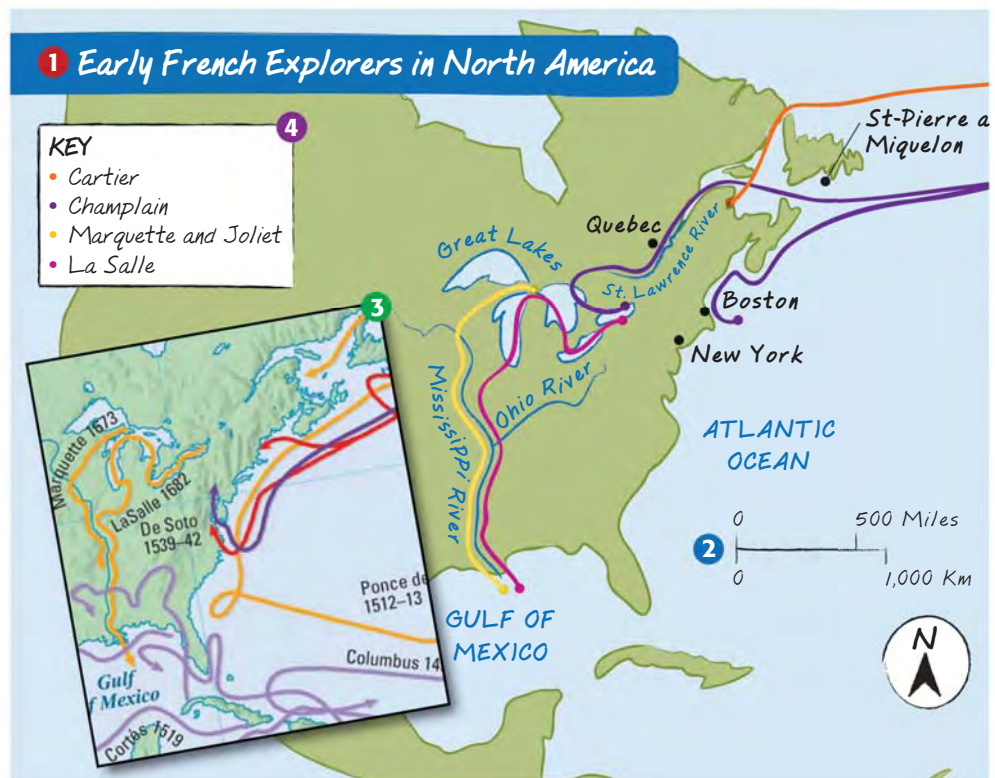 1 Early French Explorers in North America
4
KEY
• Cartier
• Champlain
• Marquette and Joliet
• La Salle
St-Pierre a
Miquelon
Quebec
Great Lakes
St. Lawrence River
Boston
New York
Ohio River
Mississippi River
ATLANTIC
OCEAN
0 500 Miles
2
0 1,000 Km
GULF OF
MEXICO
N
3
Marquette 1673
LaSalle 1682
De Soto
1539–42
Ponce de
1512–13
Columbus 14
Gulf
f Mexico
Cortés 1519